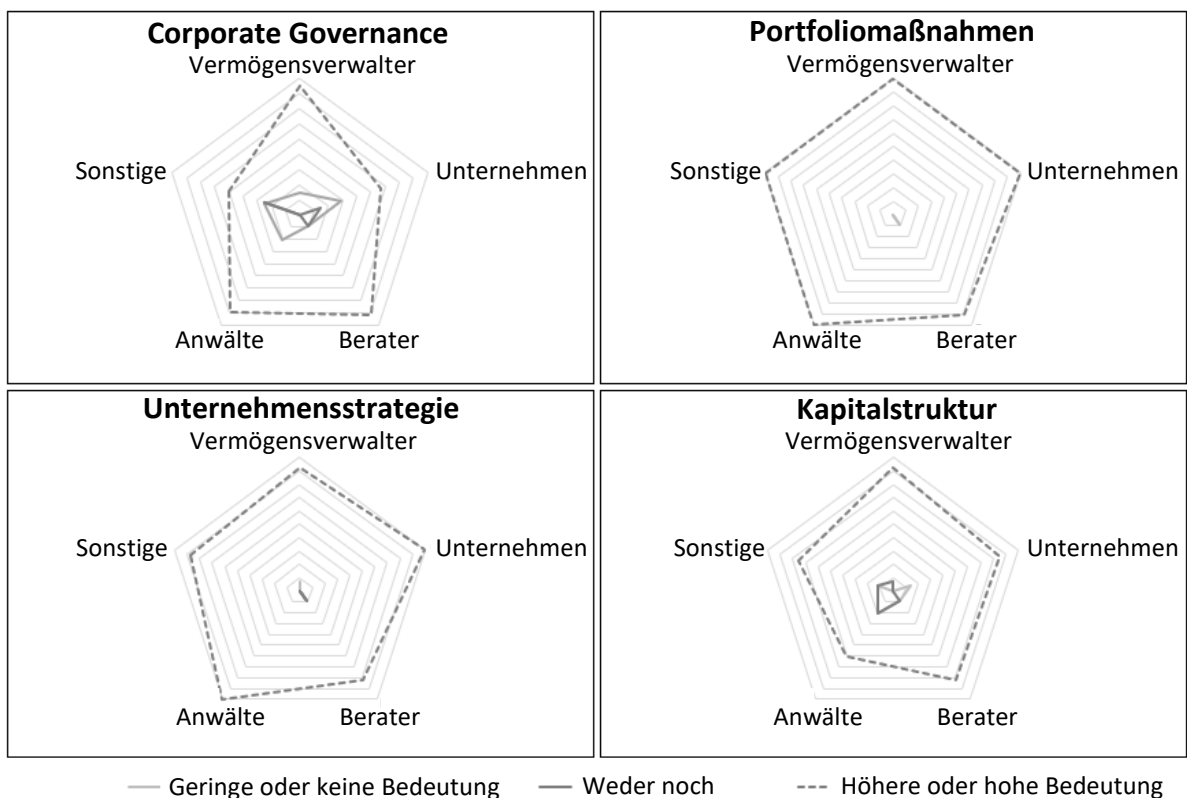 Corporate Governance
Vermögensverwalter
Sonstige
Unternehmen
Anwälte
Berater
Portfoliomaßnahmen
Vermögensverwalter
Sonstige
Unternehmen
Anwälte
Berater
Unternehmensstrategie
Vermögensverwalter
Sonstige
Unternehmen
Anwälte
Berater
Kapitalstruktur
Vermögensverwalter
Sonstige
Unternehmen
Anwälte
Berater
Geringe oder keine Bedeutung
Weder noch
Höhere oder hohe Bedeutung